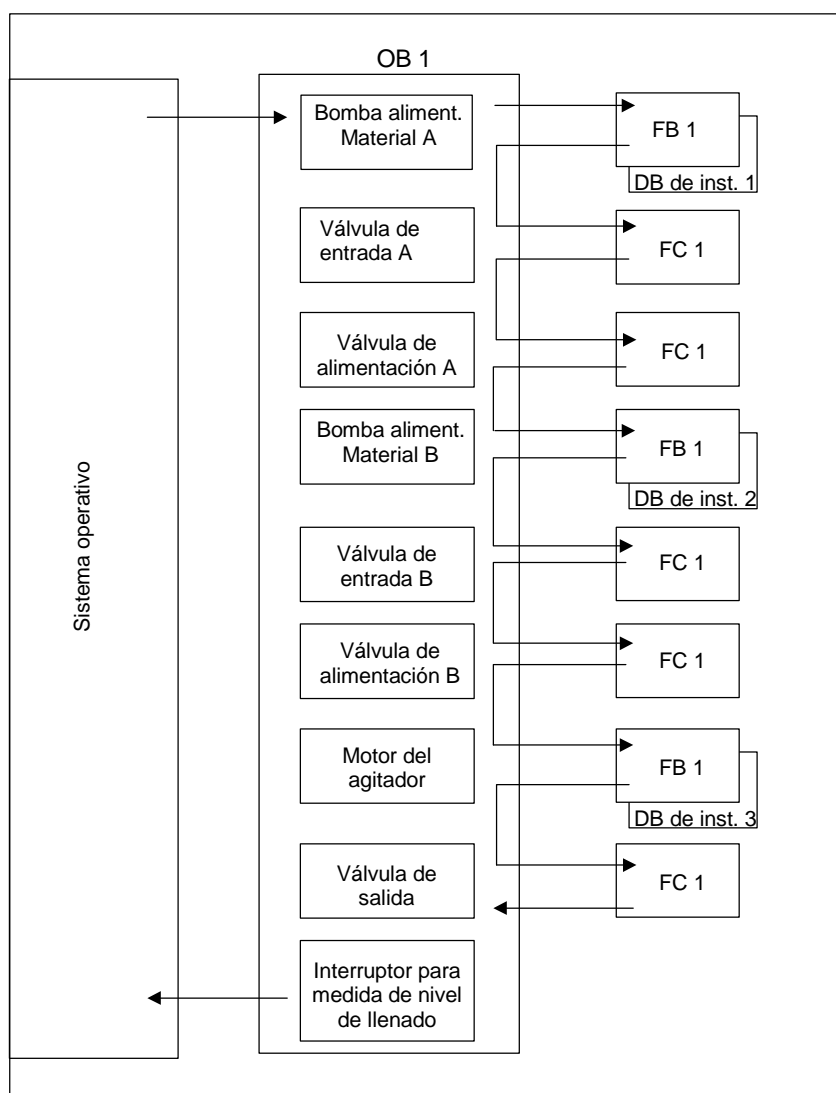 OB 1
Bomba aliment.
Material A
FB 1
DB de inst. 1
Válvula de
entrada A
FC 1
Válvula de
alimentación A
FC 1
Bomba aliment.
Material B
FB 1
DB de inst. 2
Sistema operativo
Válvula de
entrada B
FC 1
Válvula de
alimentación B
FC 1
Motor del
agitador
FB 1
DB de inst. 3
Válvula de
salida
FC 1
Interruptor para
medida de nivel
de llenado